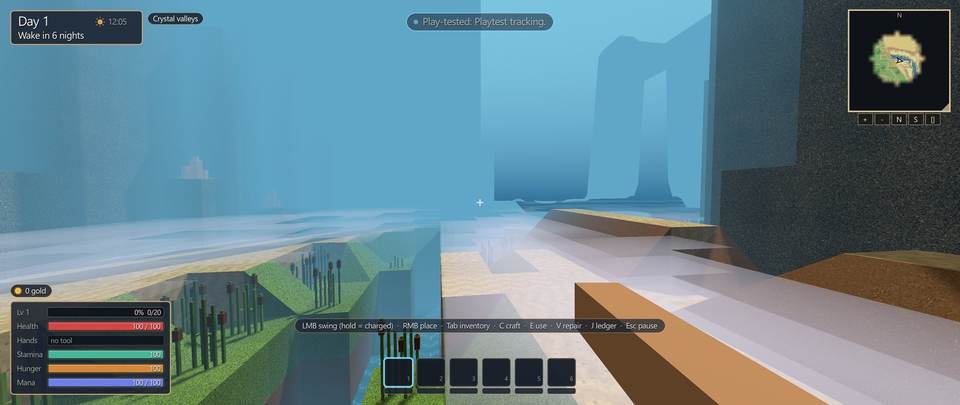 Day 1
12:05
Wake in 6 nights
Crystal valleys
Play-tested: Playtest tracking.
N
+ - N S []
0 gold
Lv 1 0% 0/20
Health 100 / 100
Hands no tool
Stamina 100
Hunger 100
Mana 100 / 100
LMB swing (hold = charged) · RMB place · Tab inventory · C craft · E use · V repair · J ledger · Esc pause
1 2 3 4 5 6